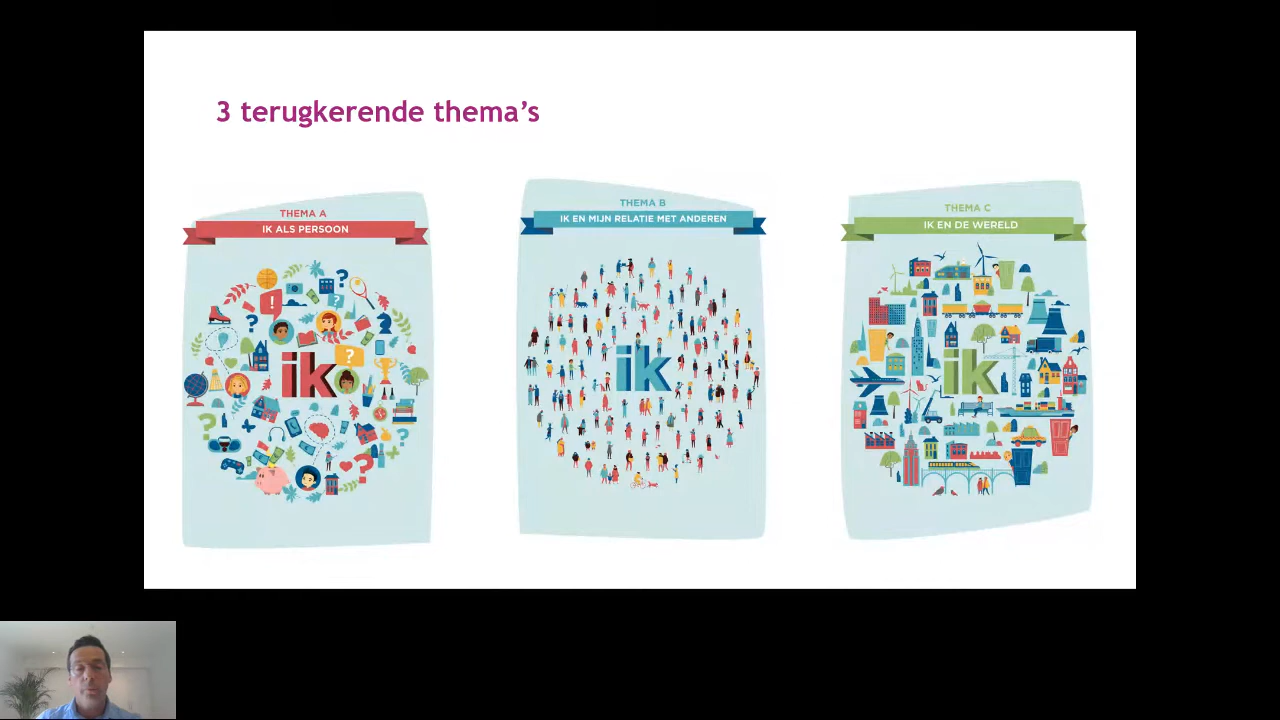 3 terugkerende thema's
THEMA A
IK ALS PERSOON
!
?
?
?
?
ik
?
?
?
THEMA B
IK EN MIJN RELATIE MET ANDEREN
ik
THEMA C
IK EN DE WERELD
ik